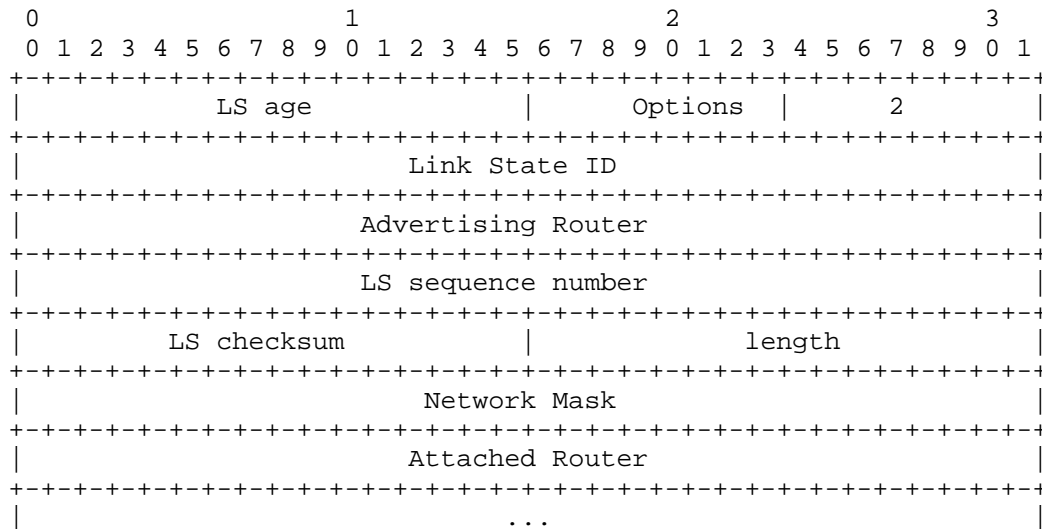 0 1 2 3
0 1 2 3 4 5 6 7 8 9 0 1 2 3 4 5 6 7 8 9 0 1 2 3 4 5 6 7 8 9 0 1
+-+-+-+-+-+-+-+-+-+-+-+-+-+-+-+-+-+-+-+-+-+-+-+-+-+-+-+-+-+-+-+-+
| LS age | Options | 2 |
+-+-+-+-+-+-+-+-+-+-+-+-+-+-+-+-+-+-+-+-+-+-+-+-+-+-+-+-+-+-+-+-+
| Link State ID |
+-+-+-+-+-+-+-+-+-+-+-+-+-+-+-+-+-+-+-+-+-+-+-+-+-+-+-+-+-+-+-+-+
| Advertising Router |
+-+-+-+-+-+-+-+-+-+-+-+-+-+-+-+-+-+-+-+-+-+-+-+-+-+-+-+-+-+-+-+-+
| LS sequence number |
+-+-+-+-+-+-+-+-+-+-+-+-+-+-+-+-+-+-+-+-+-+-+-+-+-+-+-+-+-+-+-+-+
| LS checksum | length |
+-+-+-+-+-+-+-+-+-+-+-+-+-+-+-+-+-+-+-+-+-+-+-+-+-+-+-+-+-+-+-+-+
| Network Mask |
+-+-+-+-+-+-+-+-+-+-+-+-+-+-+-+-+-+-+-+-+-+-+-+-+-+-+-+-+-+-+-+-+
| Attached Router |
+-+-+-+-+-+-+-+-+-+-+-+-+-+-+-+-+-+-+-+-+-+-+-+-+-+-+-+-+-+-+-+-+
| ... |